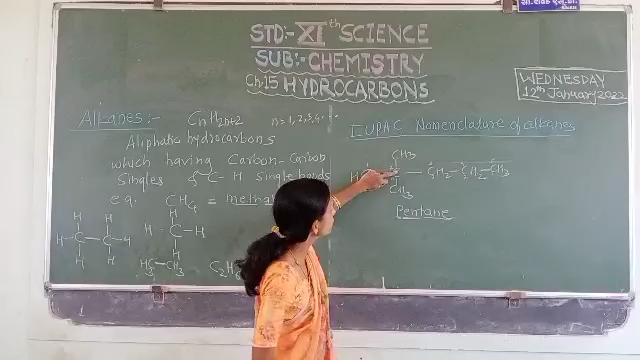 STD:- XIth SCIENCE
SUB:- CHEMISTRY
Ch:15 HYDROCARBONS
WEDNESDAY
12th January 2022
Alkanes:- CnH2n+2 n=1,2,3,4...
Aliphatic hydrocarbons
which having Carbon-Carbon
Singles C-H Single bonds
eg. CH4 = methane
H H
H-C-C-H
H H
H
H-C-H
H
H3C-CH3 = C2H
IUPAC Nomenclature of alkanes
CH3
CH2-CH2-CH3
CH3
Pentane